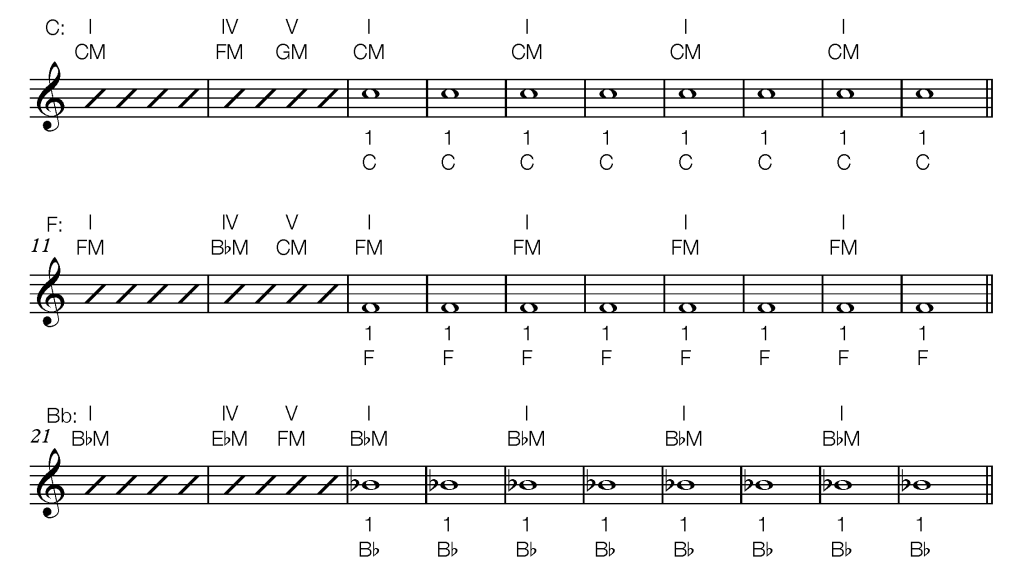 C: I IV V I I I I
CM FM GM CM CM CM CM
1 1 1 1 1 1 1 1
C C C C C C C C
F: I IV V I I I I
11 FM B♭M CM FM FM FM FM
1 1 1 1 1 1 1 1
F F F F F F F F
Bb: I IV V I I I I
21 B♭M E♭M FM B♭M B♭M B♭M B♭M
1 1 1 1 1 1 1 1
B♭ B♭ B♭ B♭ B♭ B♭ B♭ B♭